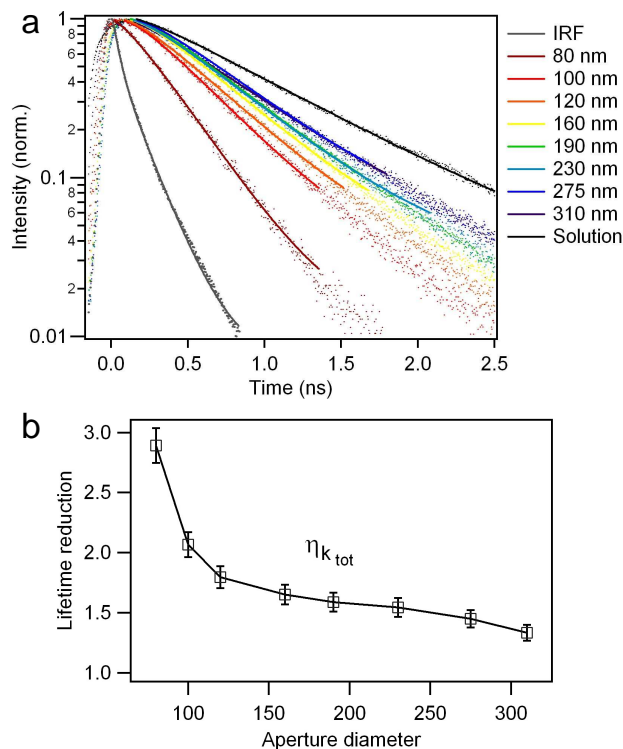 a
Intensity (norm.)
1
8
6
4
2
0.1
8
6
4
2
0.01
0.0
0.5
1.0
1.5
2.0
2.5
Time (ns)
IRF
80 nm
100 nm
120 nm
160 nm
190 nm
230 nm
275 nm
310 nm
Solution
b
Lifetime reduction
3.0
2.5
2.0
1.5
1.0
ηk tot
100
150
200
250
300
Aperture diameter